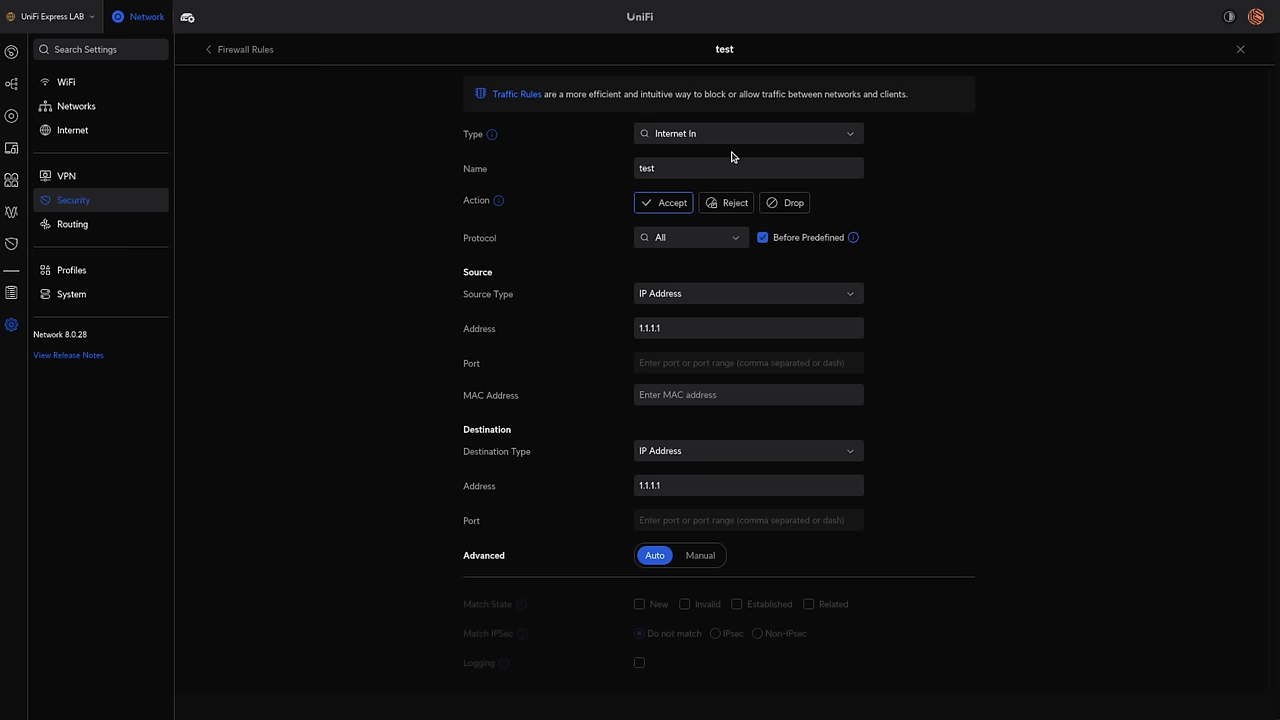 UniFi Express LAB
Network
UniFi
Search Settings
Firewall Rules
test
WiFi
Networks
Internet
VPN
Security
Routing
Profiles
System
Network 8.0.28
View Release Notes
Traffic Rules are a more efficient and intuitive way to block or allow traffic between networks and clients.
Type
Internet In
Name
test
Action
Accept
Reject
Drop
Protocol
All
Before Predefined
Source
Source Type
IP Address
Address
1.1.1.1
Port
Enter port or port range (comma separated or dash)
MAC Address
Enter MAC address
Destination
Destination Type
IP Address
Address
1.1.1.1
Port
Enter port or port range (comma separated or dash)
Advanced
Auto
Manual
Match State
New
Invalid
Established
Related
Match IPSec
Do not match
IPsec
Non-IPsec
Logging